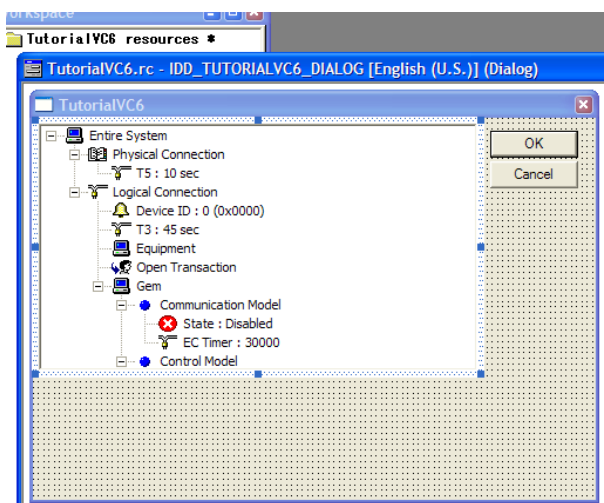 orkspace
TutorialVC6 resources *
TutorialVC6.rc - IDD_TUTORIALVC6_DIALOG [English (U.S.)] (Dialog)
TutorialVC6
Entire System
Physical Connection
T5 : 10 sec
Logical Connection
Device ID : 0 (0x0000)
T3 : 45 sec
Equipment
Open Transaction
Gem
Communication Model
State : Disabled
EC Timer : 30000
Control Model
OK
Cancel